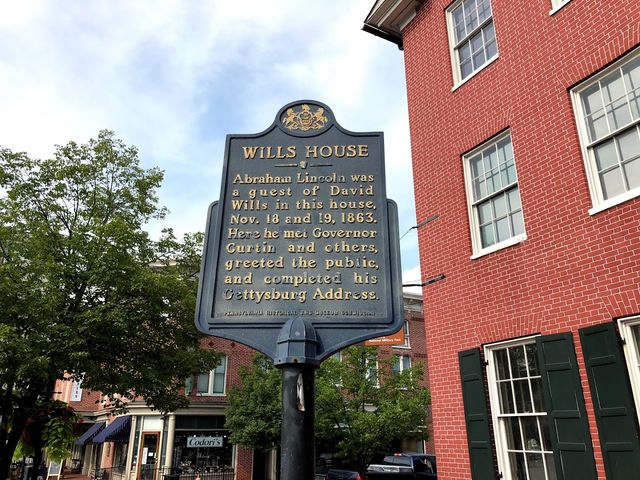 WILLS HOUSE
Abraham Lincoln was
a guest of David
Wills in this house,
Nov. 18 and 19, 1863.
Here he met Governor
Curtin and others,
greeted the public,
and completed his
Gettysburg Address.
PENNSYLVANIA HISTORICAL AND MUSEUM COMMISSION
Codori's